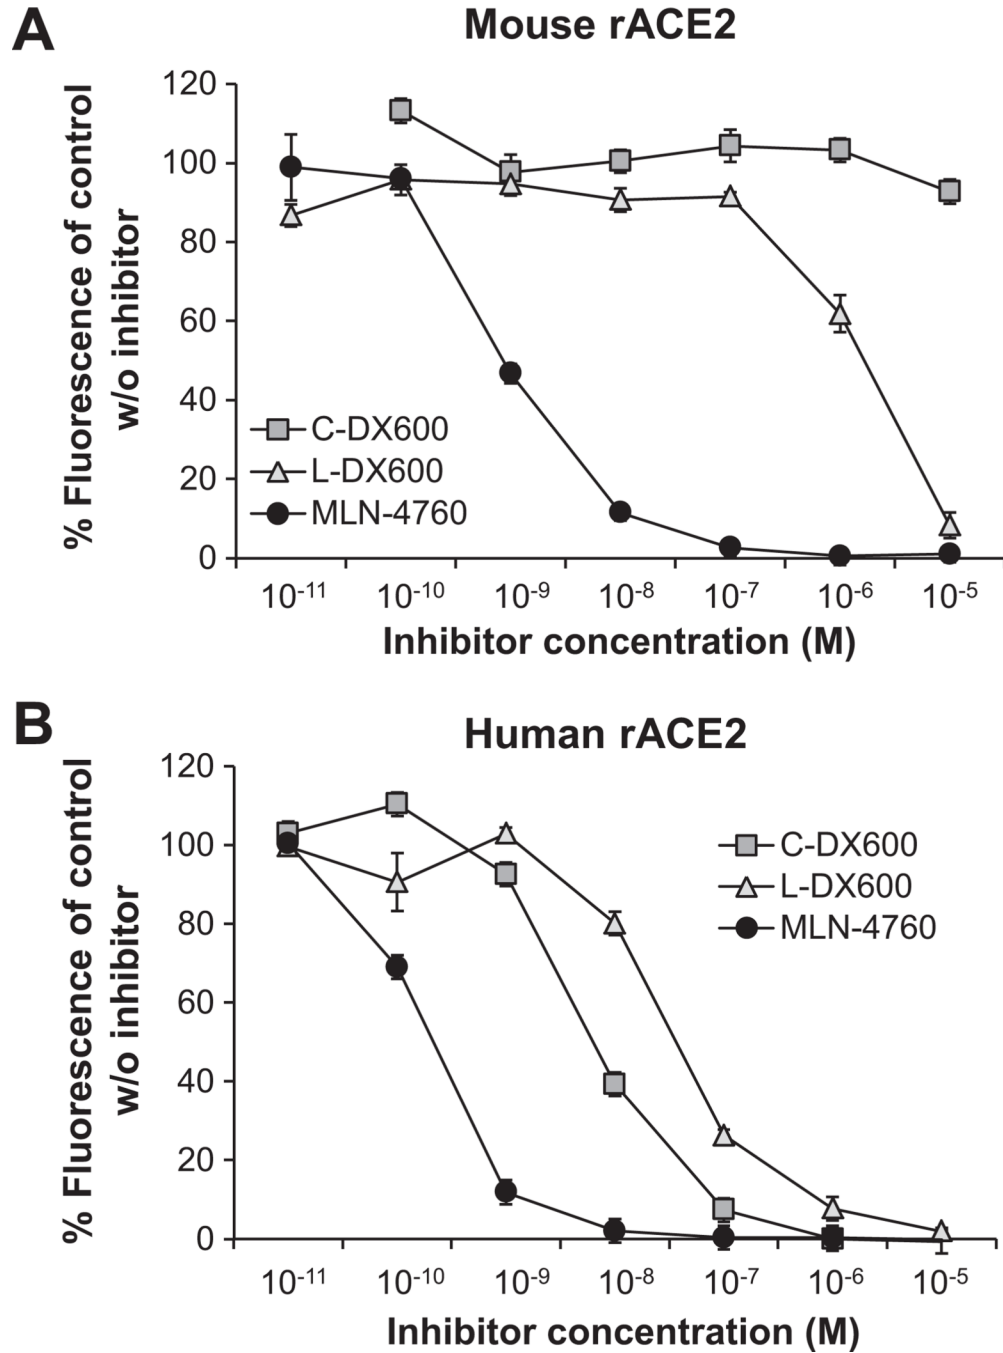 A
Mouse rACE2
120
100
80
60
40
20
0
% Fluorescence of control
w/o inhibitor
C-DX600
L-DX600
MLN-4760
10-11 10-10 10-9 10-8 10-7 10-6 10-5
Inhibitor concentration (M)
B
Human rACE2
120
100
80
60
40
20
0
% Fluorescence of control
w/o inhibitor
C-DX600
L-DX600
MLN-4760
10-11 10-10 10-9 10-8 10-7 10-6 10-5
Inhibitor concentration (M)